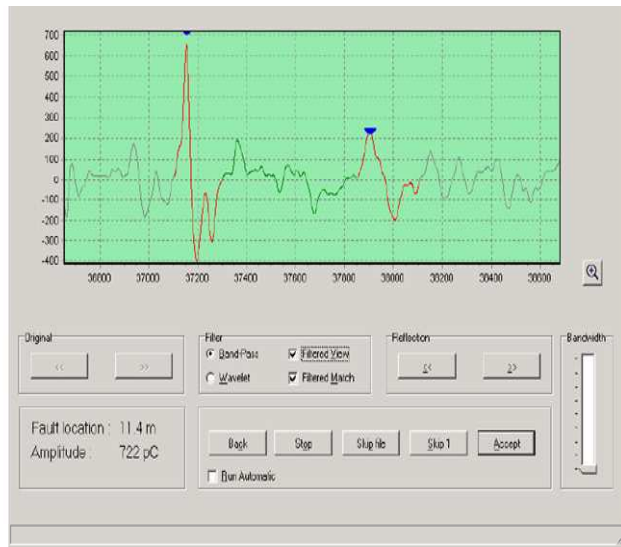 700
600
500
400
300
200
100
0
-100
-200
-300
-400
36800 37000 37200 37400 37600 37800 38000 38200 38400 38600
Original Filter Reflection Bandwidth
<< >> Band-Pass Filtered View << >>
Wavelet Filtered Match
Fault location : 11.4 m
Amplitude : 722 pC
Back Stop Skip file Skip 1 Accept
Run Automatic